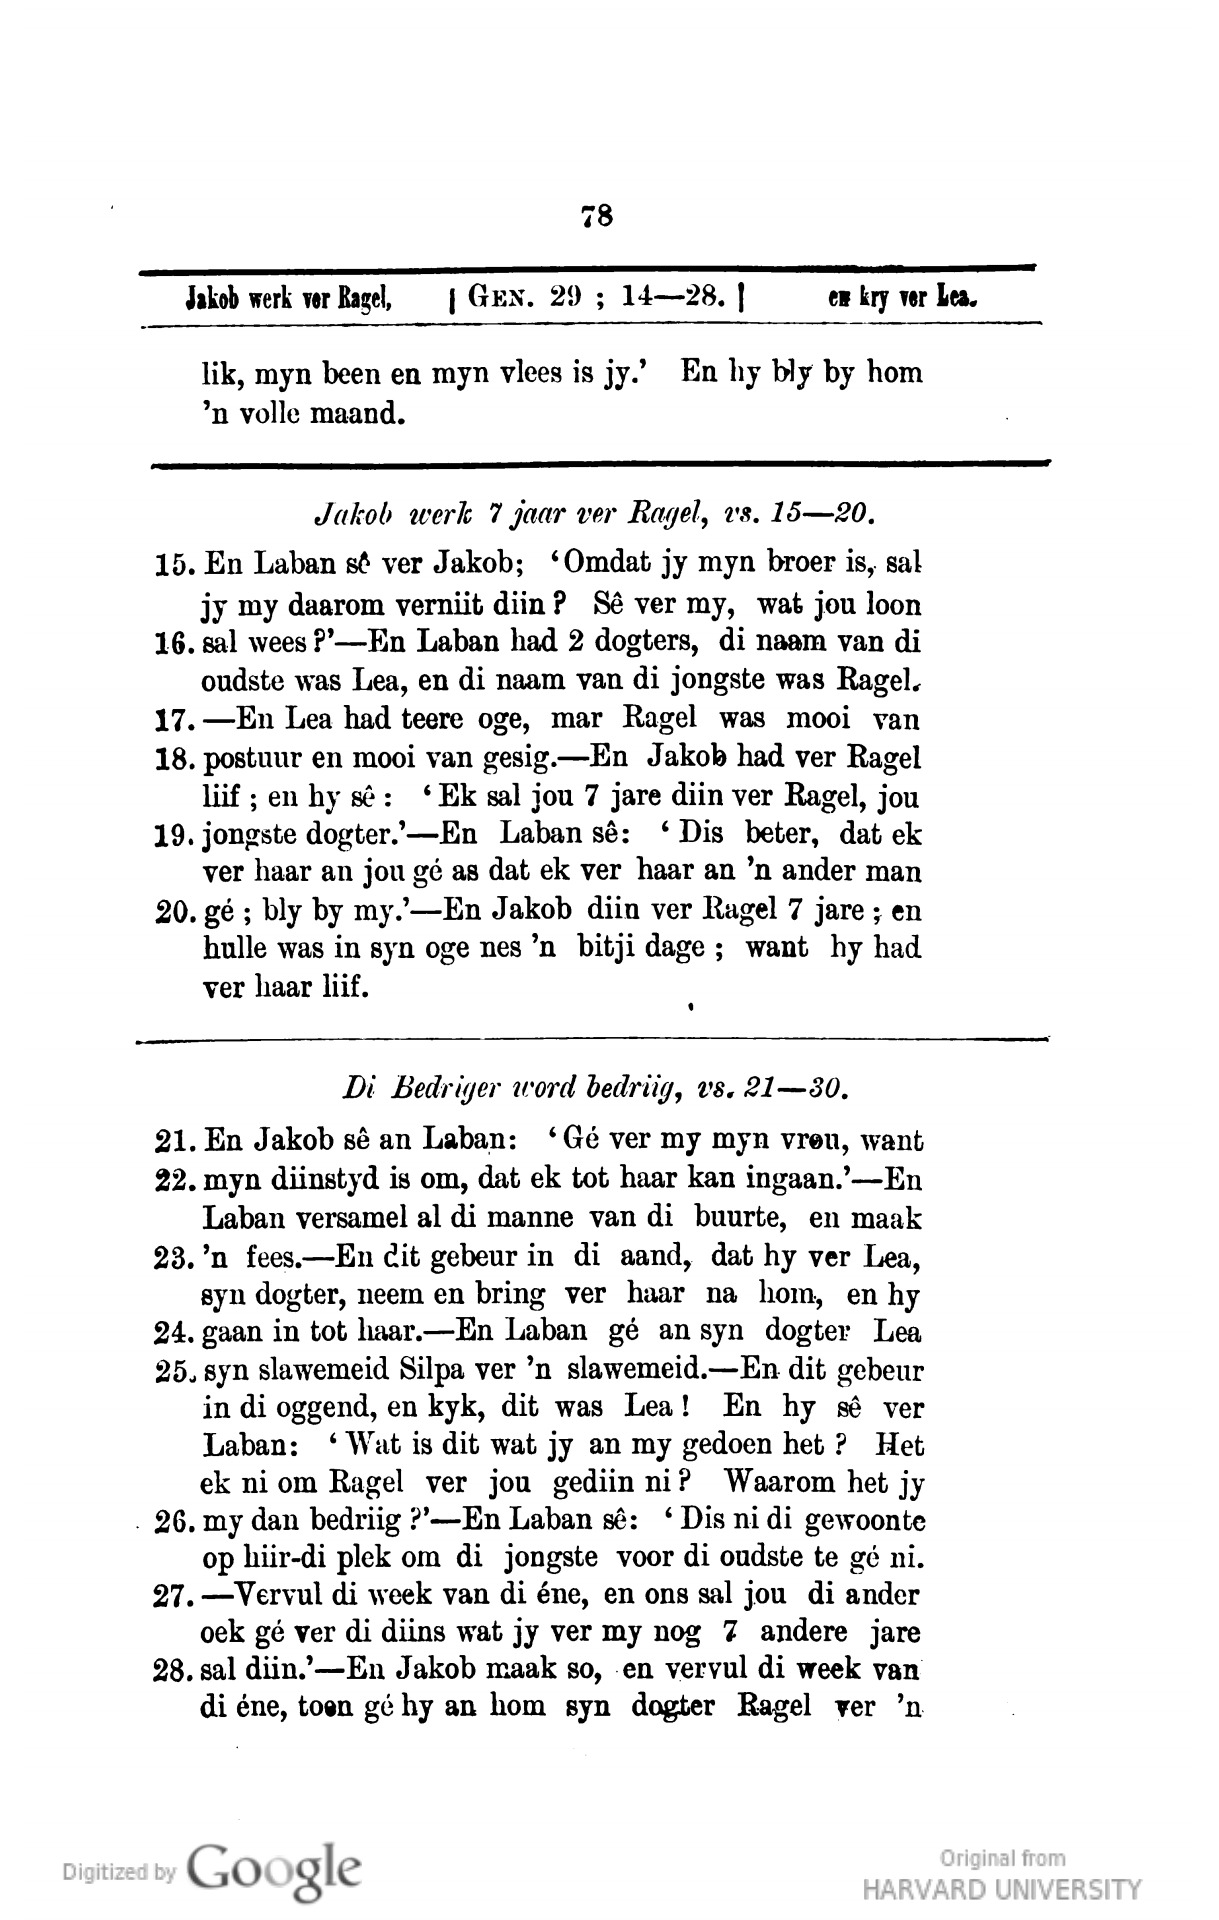 78
Jakob werk ver Ragel, | GEN. 29 ; 14—28. | en kry ver Lea.
lik, myn been en myn vlees is jy.’ En hy bly by hom
’n volle maand.
Jakob werk 7 jaar ver Ragel, vs. 15—20.
15. En Laban sê ver Jakob; ‘Omdat jy myn broer is, sal
jy my daarom verniit diin? Sê ver my, wat jou loon
16. sal wees?’—En Laban had 2 dogters, di naam van di
oudste was Lea, en di naam van di jongste was Ragel.
17. —En Lea had teere oge, mar Ragel was mooi van
18. postuur en mooi van gesig.—En Jakob had ver Ragel
liif ; en hy sê : ‘Ek sal jou 7 jare diin ver Ragel, jou
19. jongste dogter.’—En Laban sê: ‘Dis beter, dat ek
ver haar an jou gé as dat ek ver haar an ’n ander man
20. gé ; bly by my.’—En Jakob diin ver Ragel 7 jare ; en
hulle was in syn oge nes ’n bitji dage ; want hy had
ver haar liif.
Di Bedriger word bedriig, vs. 21—30.
21. En Jakob sê an Laban: ‘Gé ver my myn vrou, want
22. myn diinstyd is om, dat ek tot haar kan ingaan.’—En
Laban versamel al di manne van di buurte, en maak
23. ’n fees.—En dit gebeur in di aand, dat hy ver Lea,
syn dogter, neem en bring ver haar na hom, en hy
24. gaan in tot haar.—En Laban gé an syn dogter Lea
25. syn slawemeid Silpa ver ’n slawemeid.—En dit gebeur
in di oggend, en kyk, dit was Lea! En hy sê ver
Laban: ‘Wat is dit wat jy an my gedoen het? Het
ek ni om Ragel ver jou gediin ni? Waarom het jy
26. my dan bedriig?’—En Laban sê: ‘Dis ni di gewoonte
op hiir-di plek om di jongste voor di oudste te gé ni.
27. —Vervul di week van di éne, en ons sal jou di ander
oek gé ver di diins wat jy ver my nog 7 andere jare
28. sal diin.’—En Jakob maak so, en vervul di week van
di éne, toen gé hy an hom syn dogter Ragel ver ’n
Digitized by Google
Original from
HARVARD UNIVERSITY